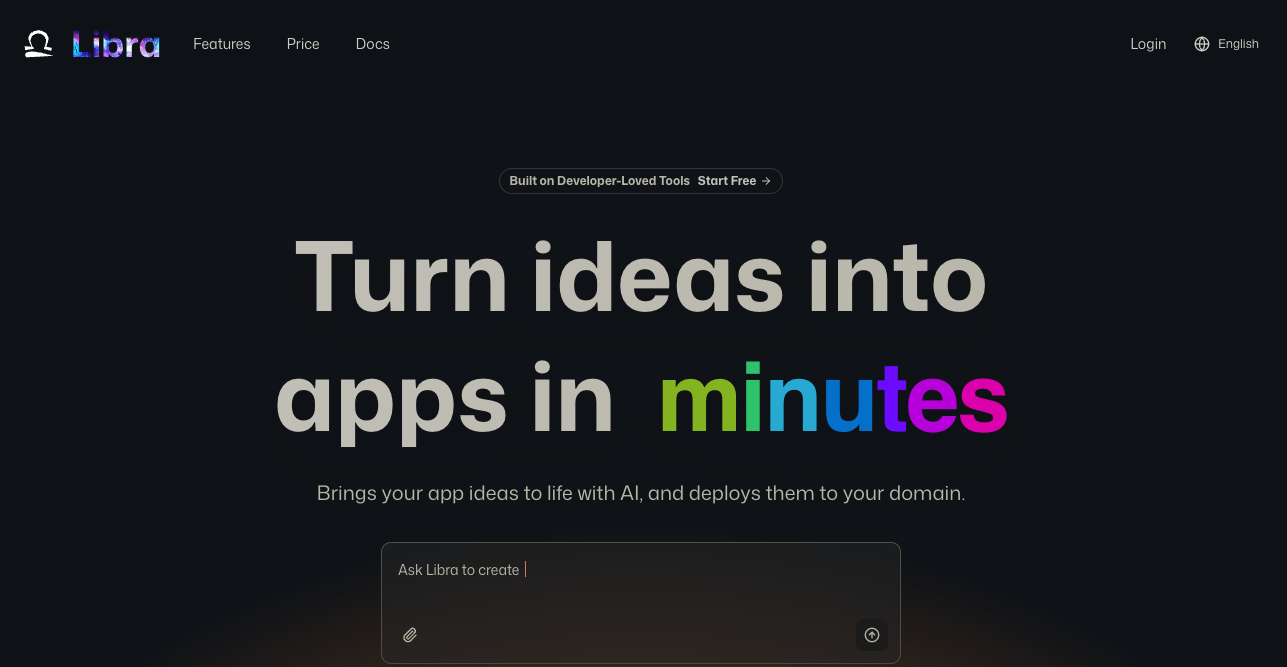 Libra
Features
Price
Docs
Login
English
Built on Developer-Loved Tools Start Free →
Turn ideas into
apps in minutes
Brings your app ideas to life with AI, and deploys them to your domain.
Ask Libra to create